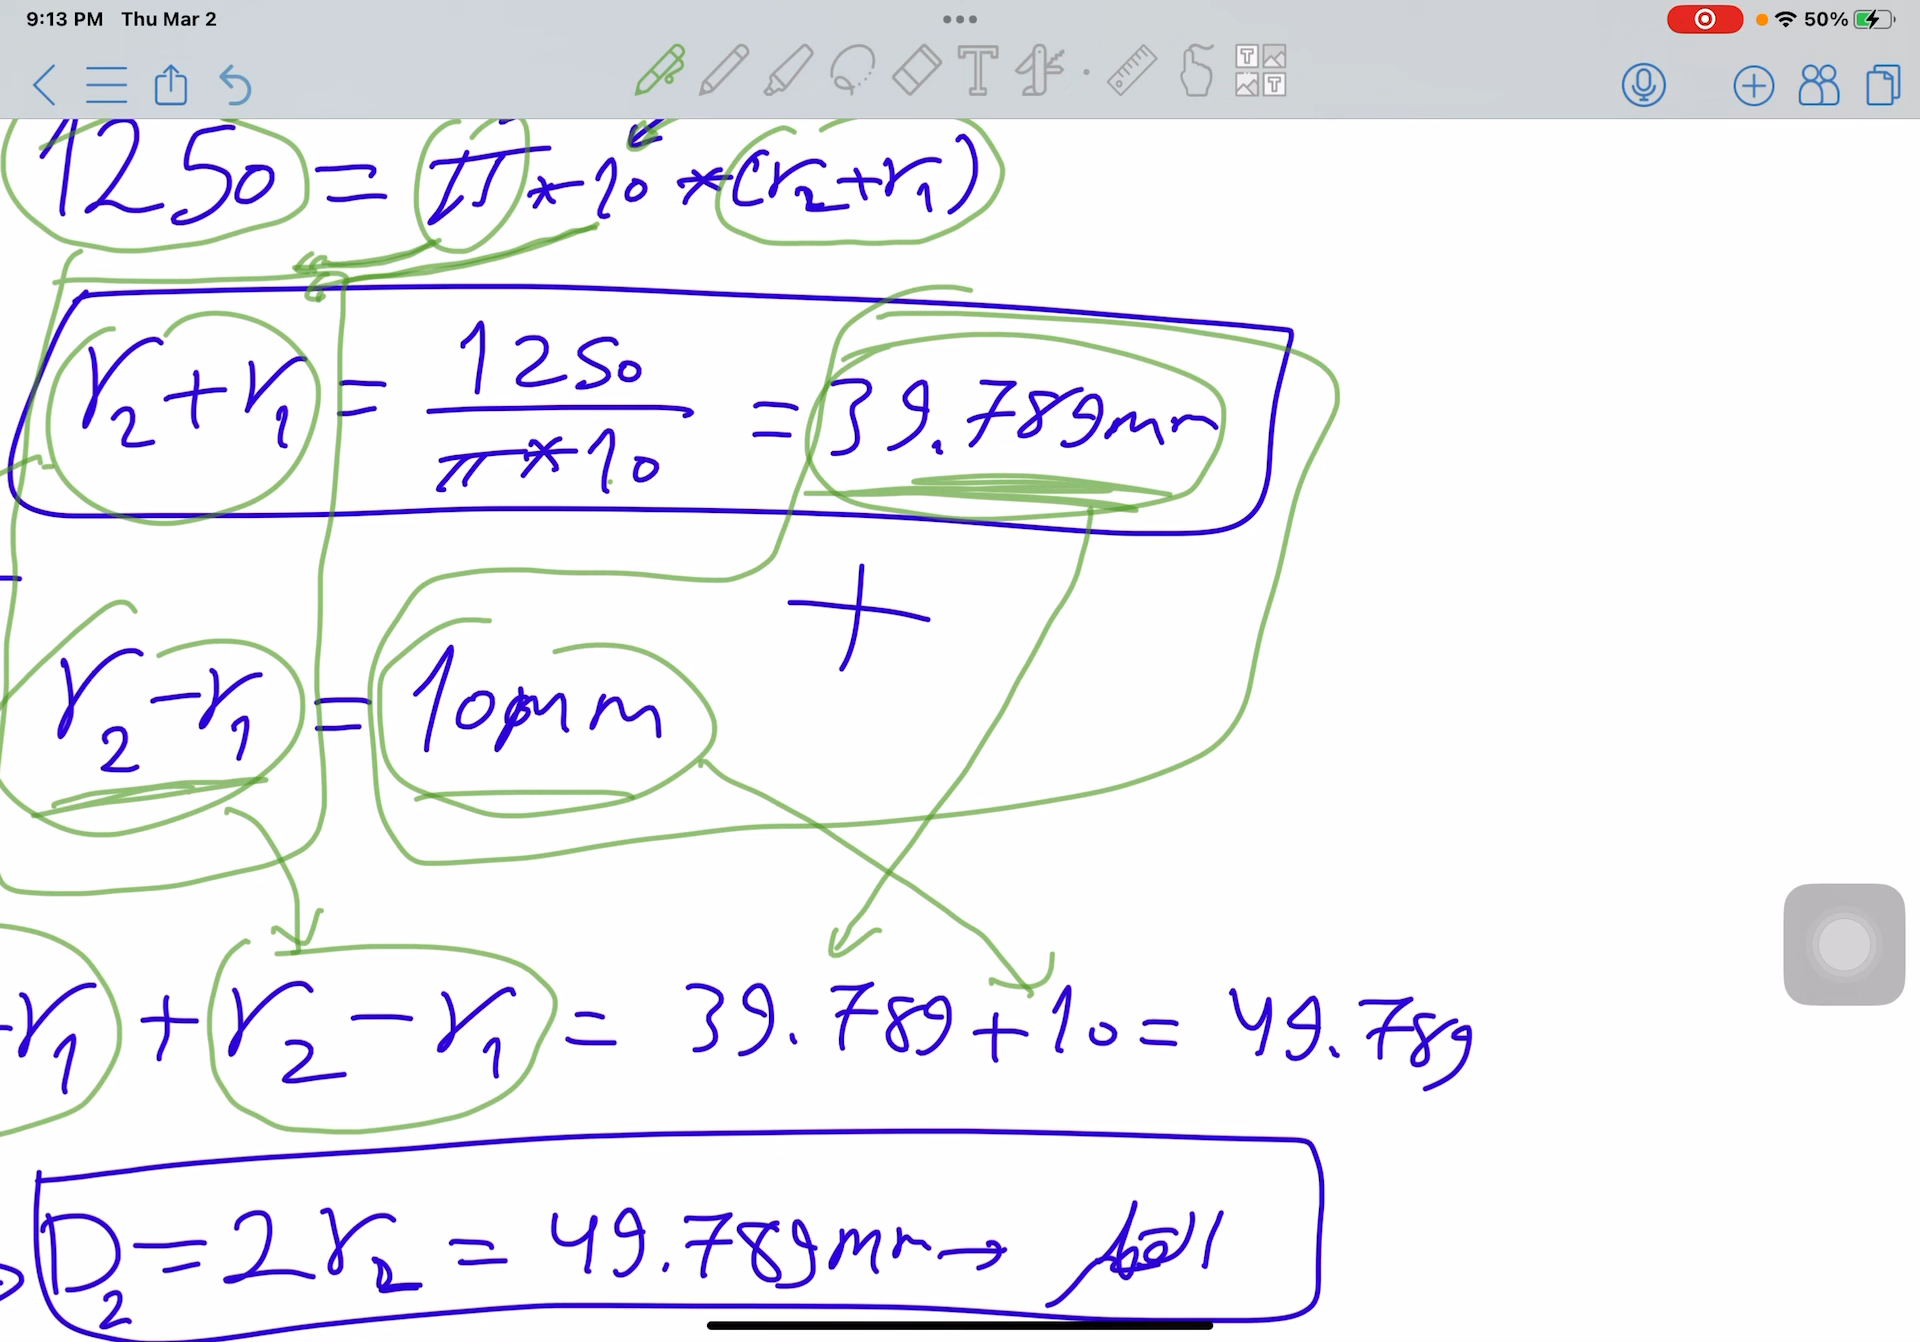 9:13 PM Thu Mar 2
50%
1250 = π * 10 * (r₂ + r₁)
r₂ + r₁ = 1250 / π * 10 = 39.789mm
+
r₂ - r₁ = 10mm
- r₁ + r₂ - r₁ = 39.789 + 10 = 49.789
D₂ = 2r₂ = 49.789mm →